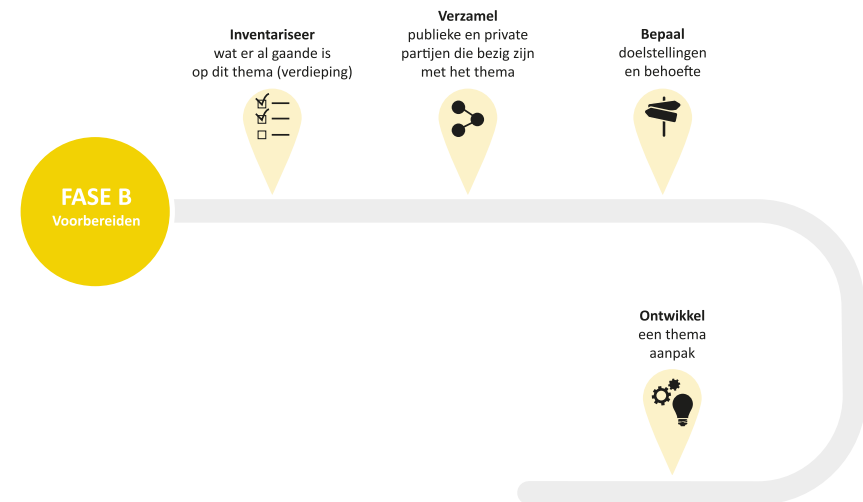 FASE B
Voorbereiden
Inventariseer
wat er al gaande is
op dit thema (verdieping)
Verzamel
publieke en private
partijen die bezig zijn
met het thema
Bepaal
doelstellingen
en behoefte
Ontwikkel
een thema
aanpak